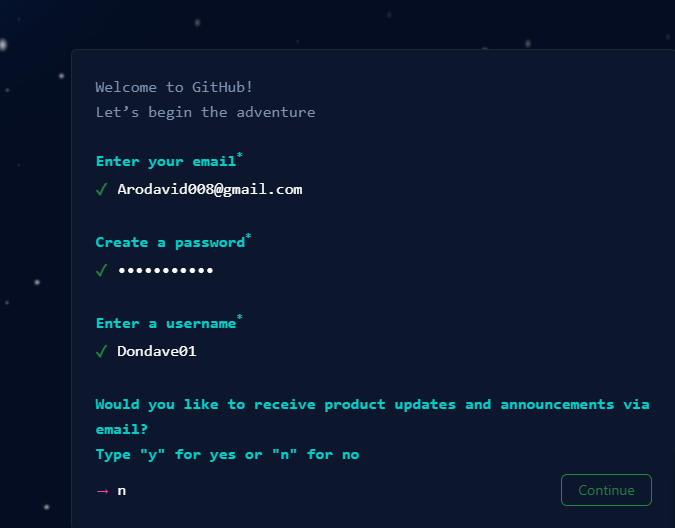 Welcome to GitHub!
Let’s begin the adventure
Enter your email*
✓ Arodavid008@gmail.com
Create a password*
✓ •••••••••••
Enter a username*
✓ Dondave01
Would you like to receive product updates and announcements via
email?
Type "y" for yes or "n" for no
→ n
Continue